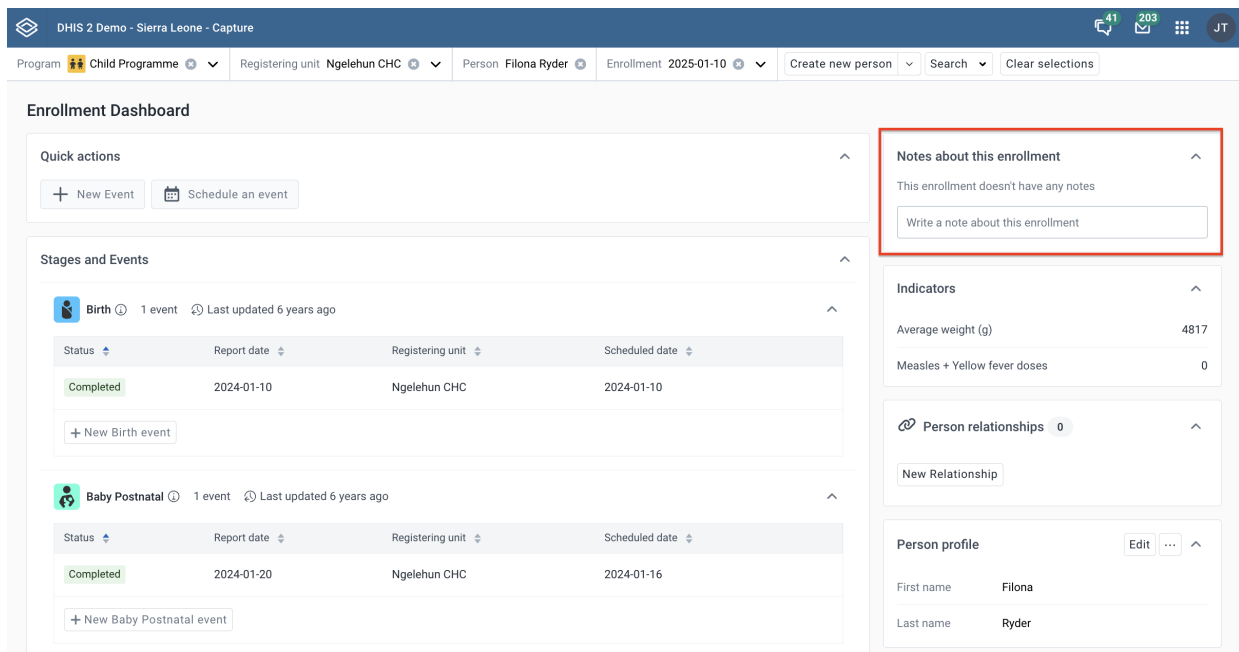 DHIS 2 Demo - Sierra Leone - Capture
41
203
JT
Program Child Programme
Registering unit Ngelehun CHC
Person Filona Ryder
Enrollment 2025-01-10
Create new person
Search
Clear selections
Enrollment Dashboard
Quick actions
New Event
Schedule an event
Stages and Events
Birth 1 event Last updated 6 years ago
Status Report date Registering unit Scheduled date
Completed 2024-01-10 Ngelehun CHC 2024-01-10
New Birth event
Baby Postnatal 1 event Last updated 6 years ago
Status Report date Registering unit Scheduled date
Completed 2024-01-20 Ngelehun CHC 2024-01-16
New Baby Postnatal event
Notes about this enrollment
This enrollment doesn't have any notes
Write a note about this enrollment
Indicators
Average weight (g) 4817
Measles + Yellow fever doses 0
Person relationships 0
New Relationship
Person profile Edit ...
First name Filona
Last name Ryder